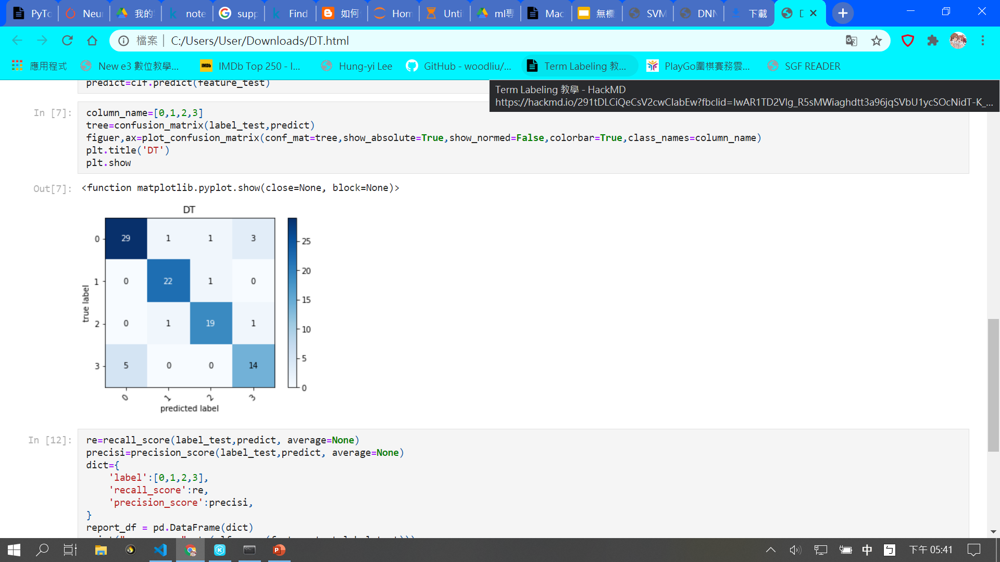 PyTo
Neur
我的
note
supp
Find
如何
Hom
Unti
ml專
Mac
無標
SVM
DNN
下載
檔案 | C:/Users/User/Downloads/DT.html
應用程式
New e3 數位教學...
IMDb Top 250 - I...
Hung-yi Lee
GitHub - woodliu/...
Term Labeling 教...
PlayGo圍棋賽務雲...
SGF READER
Term Labeling 教學 - HackMD
predict=clf.predict(feature_test)
In [7]:
column_name=[0,1,2,3]
tree=confusion_matrix(label_test,predict)
figuer,ax=plot_confusion_matrix(conf_mat=tree,show_absolute=True,show_normed=False,colorbar=True,class_names=column_name)
plt.title('DT')
plt.show
Out[7]:
<function matplotlib.pyplot.show(close=None, block=None)>
DT
0 29 1 1 3
1 0 22 1 0
2 0 1 19 1
3 5 0 0 14
true label
0 1 2 3
predicted label
25
20
15
10
5
0
In [12]:
re=recall_score(label_test,predict, average=None)
precisi=precision_score(label_test,predict, average=None)
dict={
'label':[0,1,2,3],
'recall_score':re,
'precision_score':precisi,
}
report_df = pd.DataFrame(dict)
中
ㄅ
下午 05:41